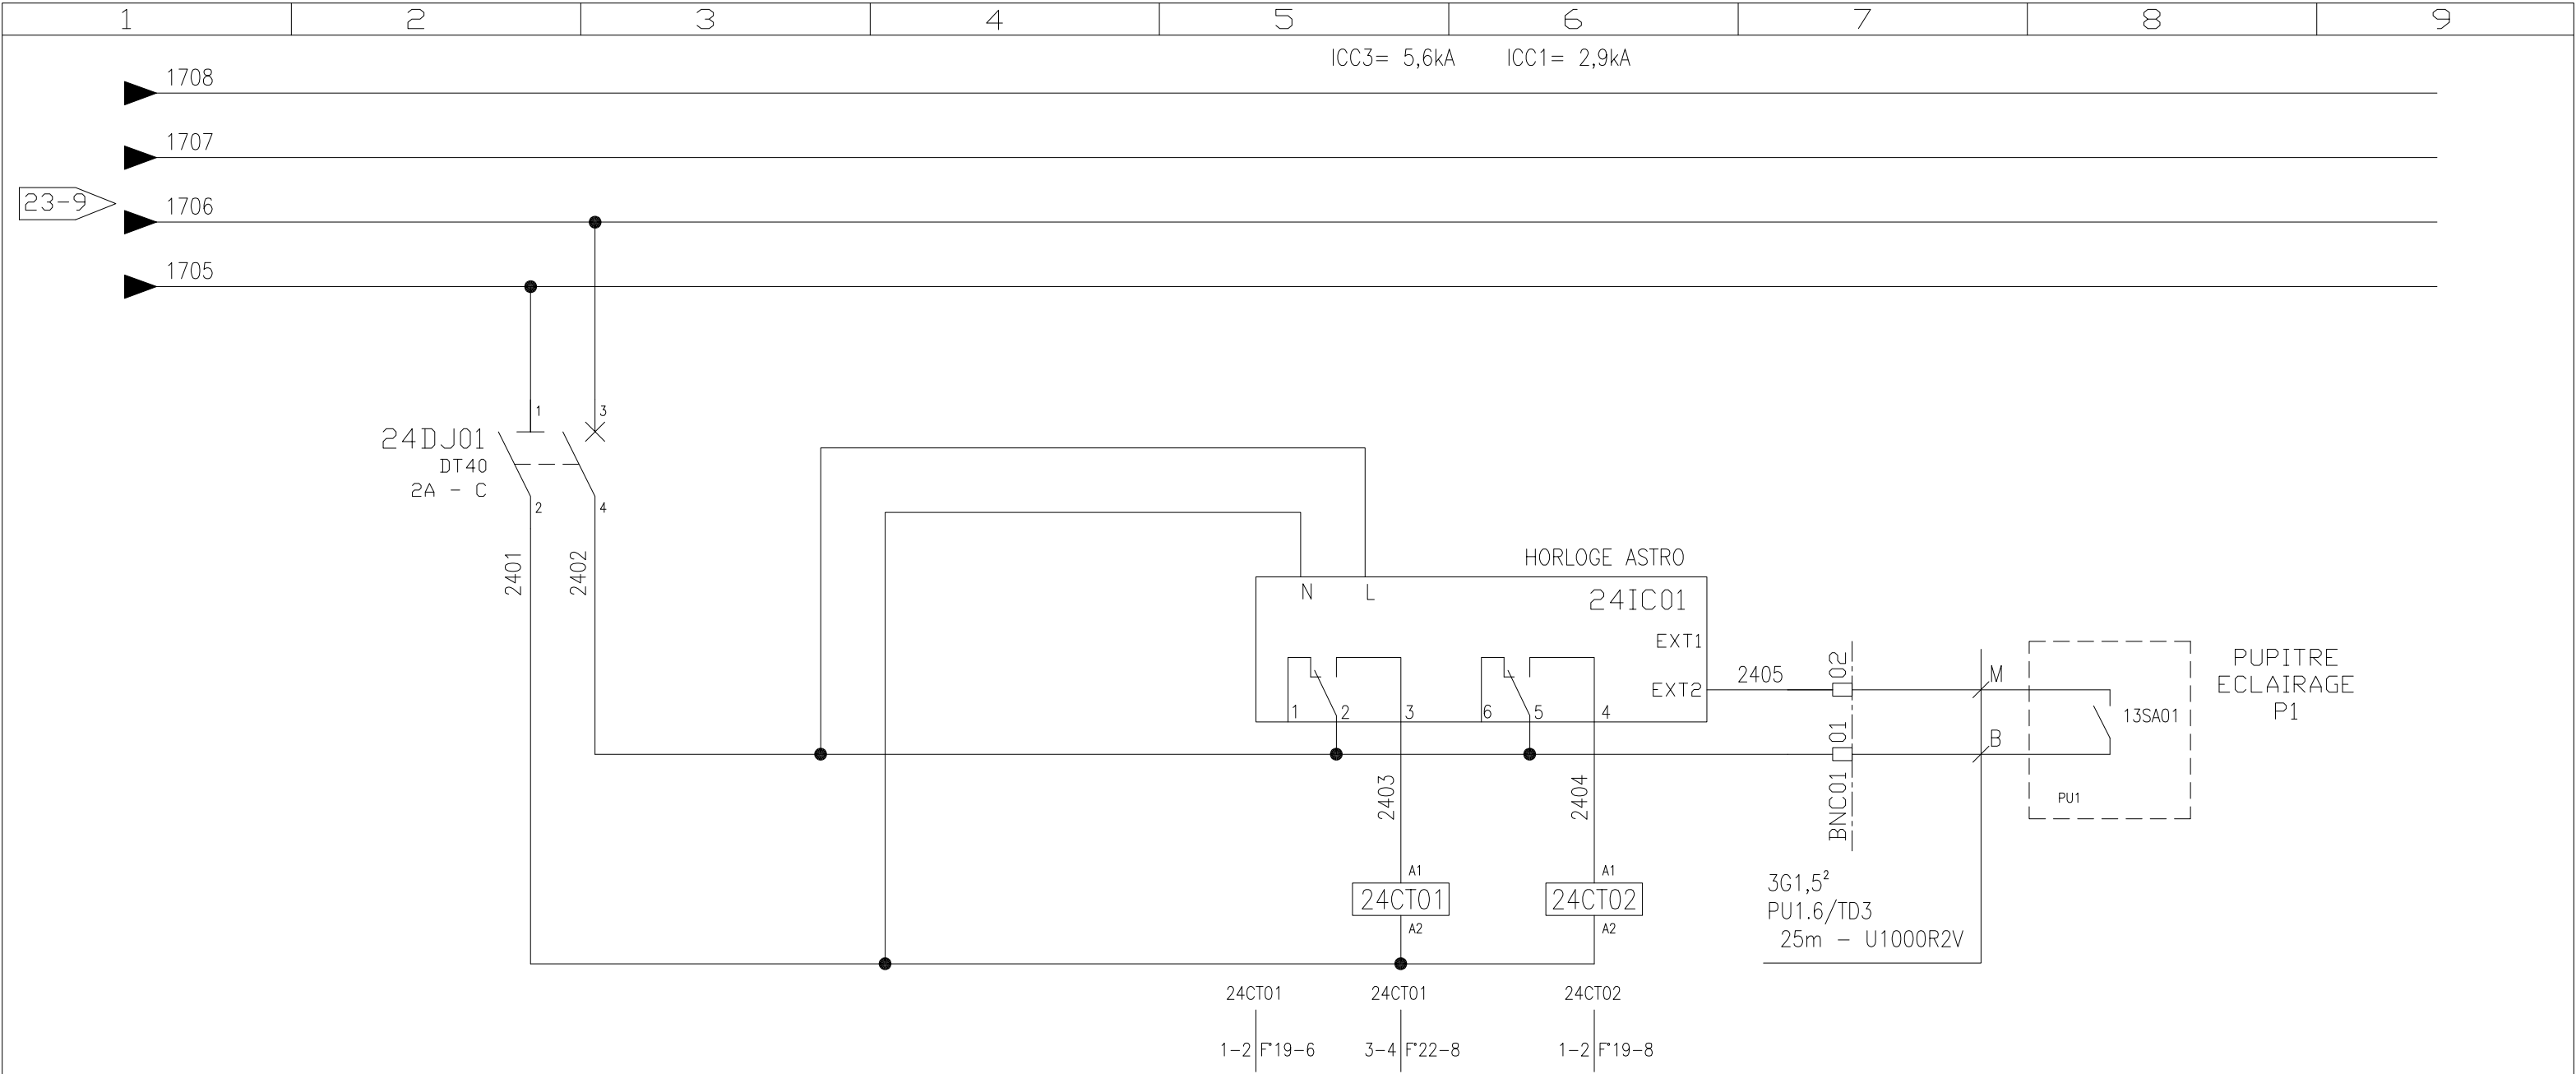 1 2 3 4 5 6 7 8 9
ICC3= 5,6kA ICC1= 2,9kA
1708
1707
23-9
1706
1705
1 3
24DJ01
DT40
2A - C
2 4
2401 2402
HORLOGE ASTRO
N L
24IC01
EXT1
EXT2
1 2 3 6 5 4
2405
02
01
BNC01
M
B
13SA01
PU1
PUPITRE
ECLAIRAGE
P1
2403 2404
A1 A1
24CT01 24CT02
A2 A2
3G1,5²
PU1.6/TD3
25m - U1000R2V
24CT01 24CT01 24CT02
1-2 F°19-6 3-4 F°22-8 1-2 F°19-8